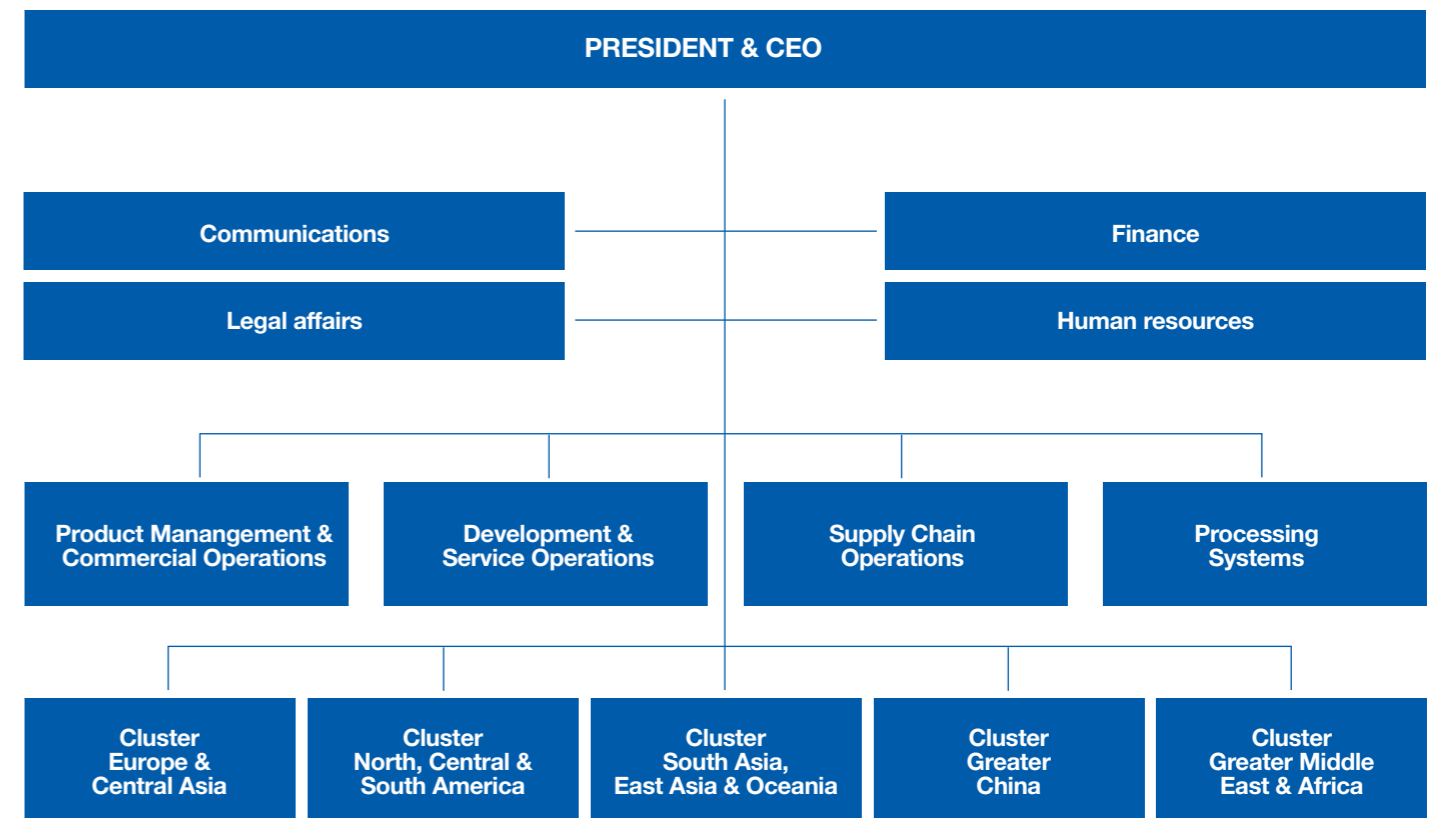 PRESIDENT & CEO
Communications
Finance
Legal affairs
Human resources
Product Manangement &
Commercial Operations
Development &
Service Operations
Supply Chain
Operations
Processing
Systems
Cluster
Europe &
Central Asia
Cluster
North, Central &
South America
Cluster
South Asia,
East Asia & Oceania
Cluster
Greater
China
Cluster
Greater Middle
East & Africa